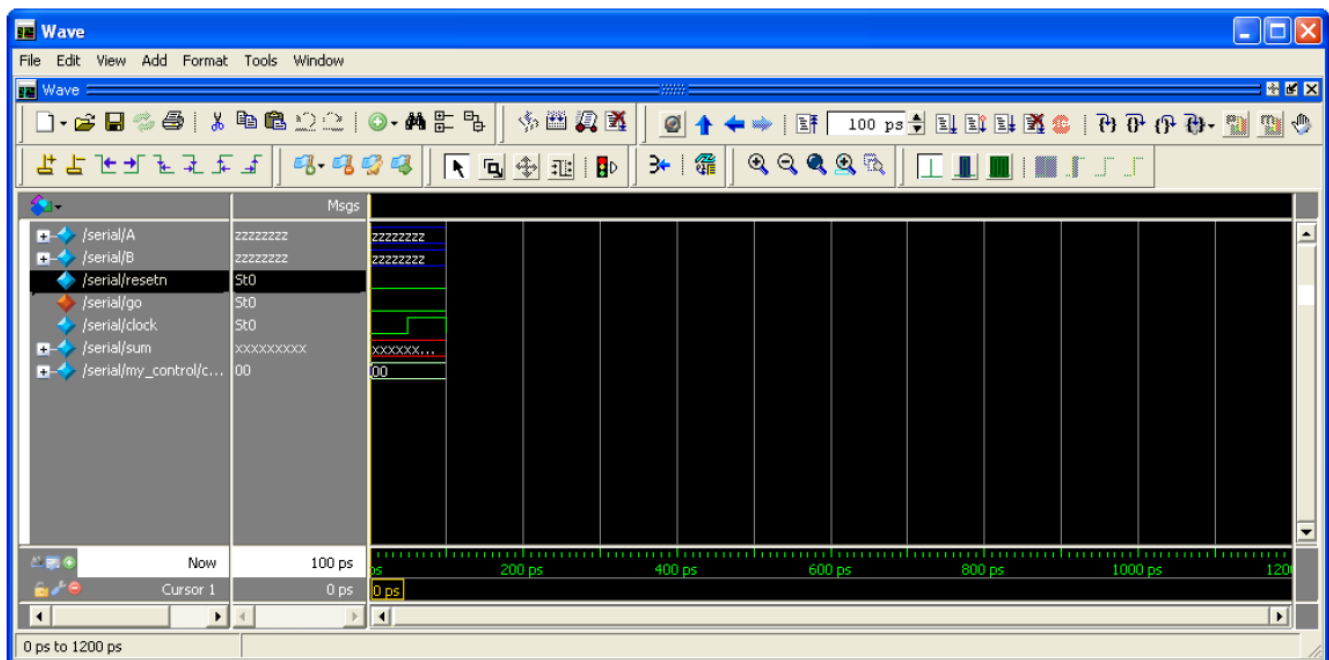 Wave
File Edit View Add Format Tools Window
Wave
100 ps
Msgs
/serial/A zzzzzzzz zzzzzzzz
/serial/B zzzzzzzz zzzzzzzz
/serial/resetn St0
/serial/go St0
/serial/clock St0
/serial/sum xxxxxxxxx xxxxxx...
/serial/my_control/c... 00 00
Now 100 ps ps 200 ps 400 ps 600 ps 800 ps 1000 ps 120
Cursor 1 0 ps 0 ps
0 ps to 1200 ps